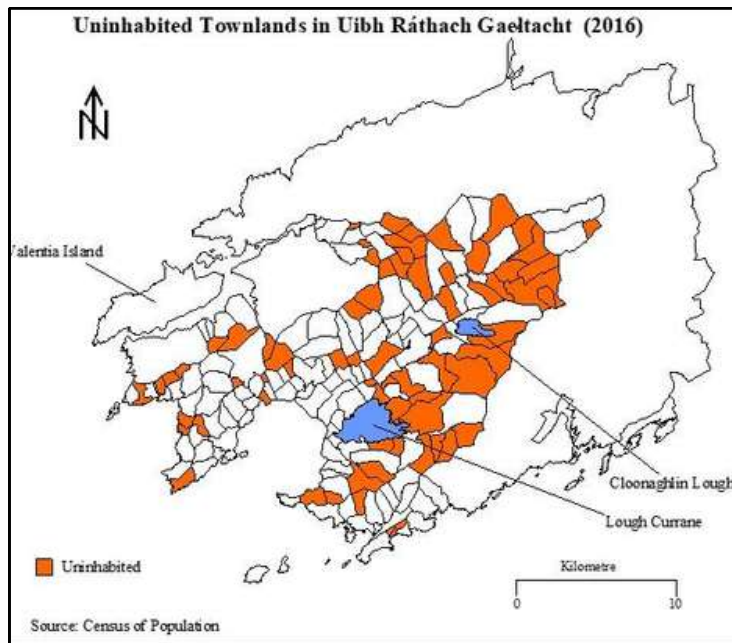 Uninhabited Townlands in Uibh Ráthach Gaeltacht (2016)
N
Valentia Island
Cloonaghlin Lough
Lough Currane
Uninhabited
Kilometre
0 10
Source: Census of Population